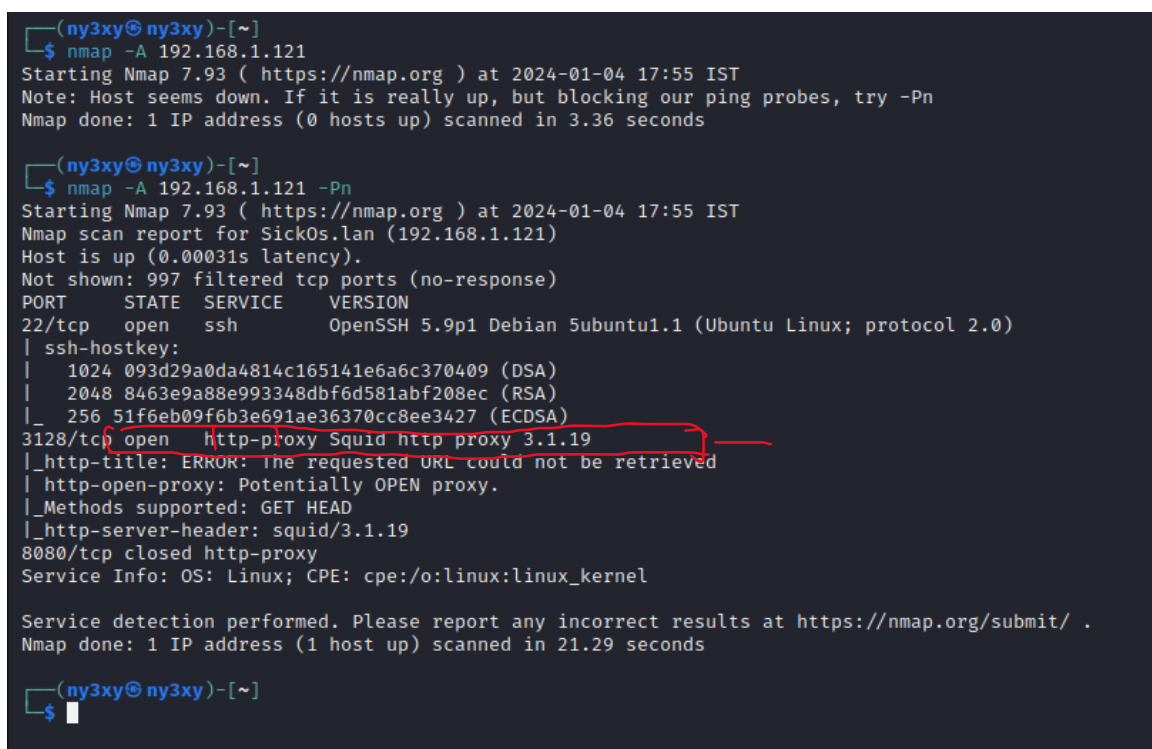 ┌──(ny3xy㉿ny3xy)-[~]
└─$ nmap -A 192.168.1.121
Starting Nmap 7.93 ( https://nmap.org ) at 2024-01-04 17:55 IST
Note: Host seems down. If it is really up, but blocking our ping probes, try -Pn
Nmap done: 1 IP address (0 hosts up) scanned in 3.36 seconds
┌──(ny3xy㉿ny3xy)-[~]
└─$ nmap -A 192.168.1.121 -Pn
Starting Nmap 7.93 ( https://nmap.org ) at 2024-01-04 17:55 IST
Nmap scan report for SickOs.lan (192.168.1.121)
Host is up (0.00031s latency).
Not shown: 997 filtered tcp ports (no-response)
PORT     STATE  SERVICE    VERSION
22/tcp   open   ssh        OpenSSH 5.9p1 Debian 5ubuntu1.1 (Ubuntu Linux; protocol 2.0)
| ssh-hostkey:
|   1024 093d29a0da4814c165141e6a6c370409 (DSA)
|   2048 8463e9a88e993348dbf6d581abf208ec (RSA)
|_  256 51f6eb09f6b3e691ae36370cc8ee3427 (ECDSA)
3128/tcp open   http-proxy Squid http proxy 3.1.19
|_http-title: ERROR: The requested URL could not be retrieved
| http-open-proxy: Potentially OPEN proxy.
|_Methods supported: GET HEAD
|_http-server-header: squid/3.1.19
8080/tcp closed http-proxy
Service Info: OS: Linux; CPE: cpe:/o:linux:linux_kernel
Service detection performed. Please report any incorrect results at https://nmap.org/submit/ .
Nmap done: 1 IP address (1 host up) scanned in 21.29 seconds
┌──(ny3xy㉿ny3xy)-[~]
└─$